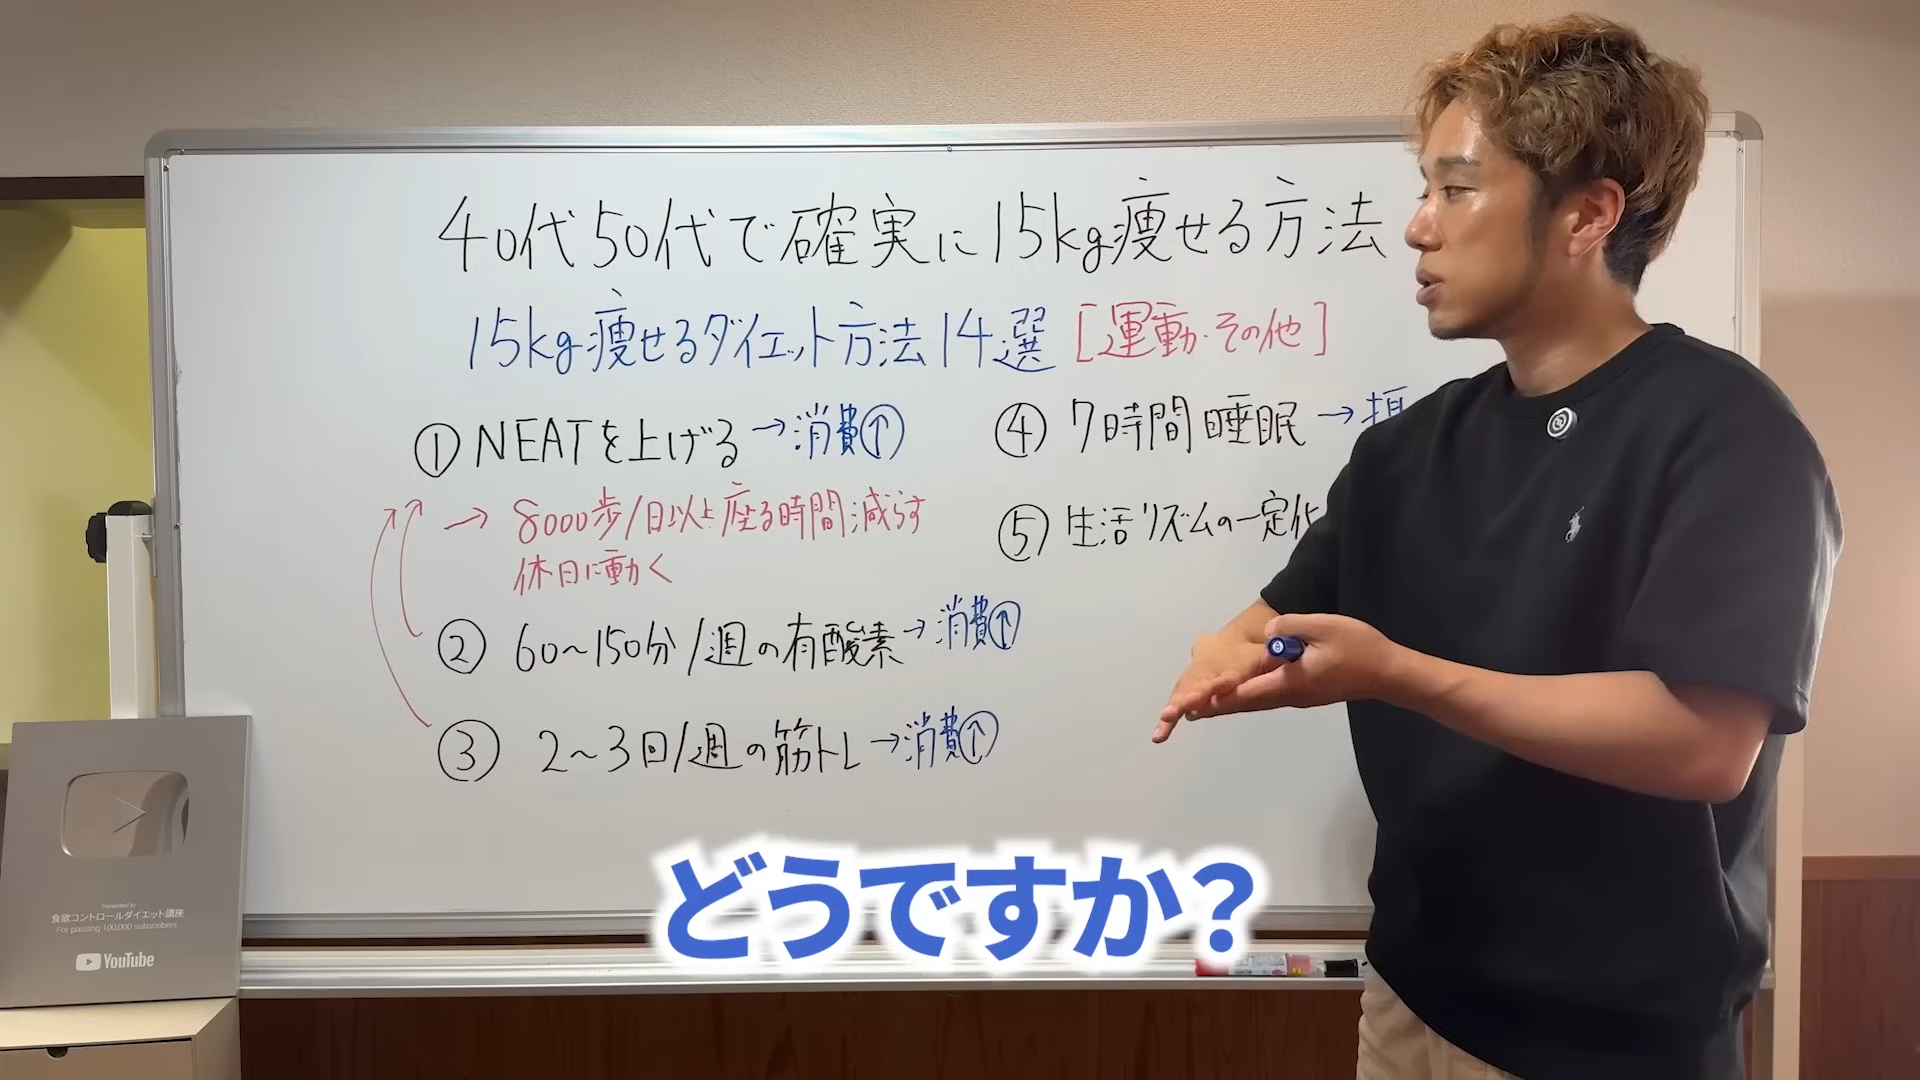 40代50代で確実に15kg痩せる方法
15kg痩せるダイエット方法14選 [運動・その他]
① NEATを上げる→消費↑
→ 8000歩/日以上 座る時間減らす
休日に動く
② 60〜150分/週の有酸素→消費↑
③ 2〜3回/週の筋トレ→消費↑
④ 7時間睡眠→
⑤ 生活リズムの一定化
どうですか?
Presented to
食欲コントロールダイエット講座
For passing 100,000 subscribers
YouTube